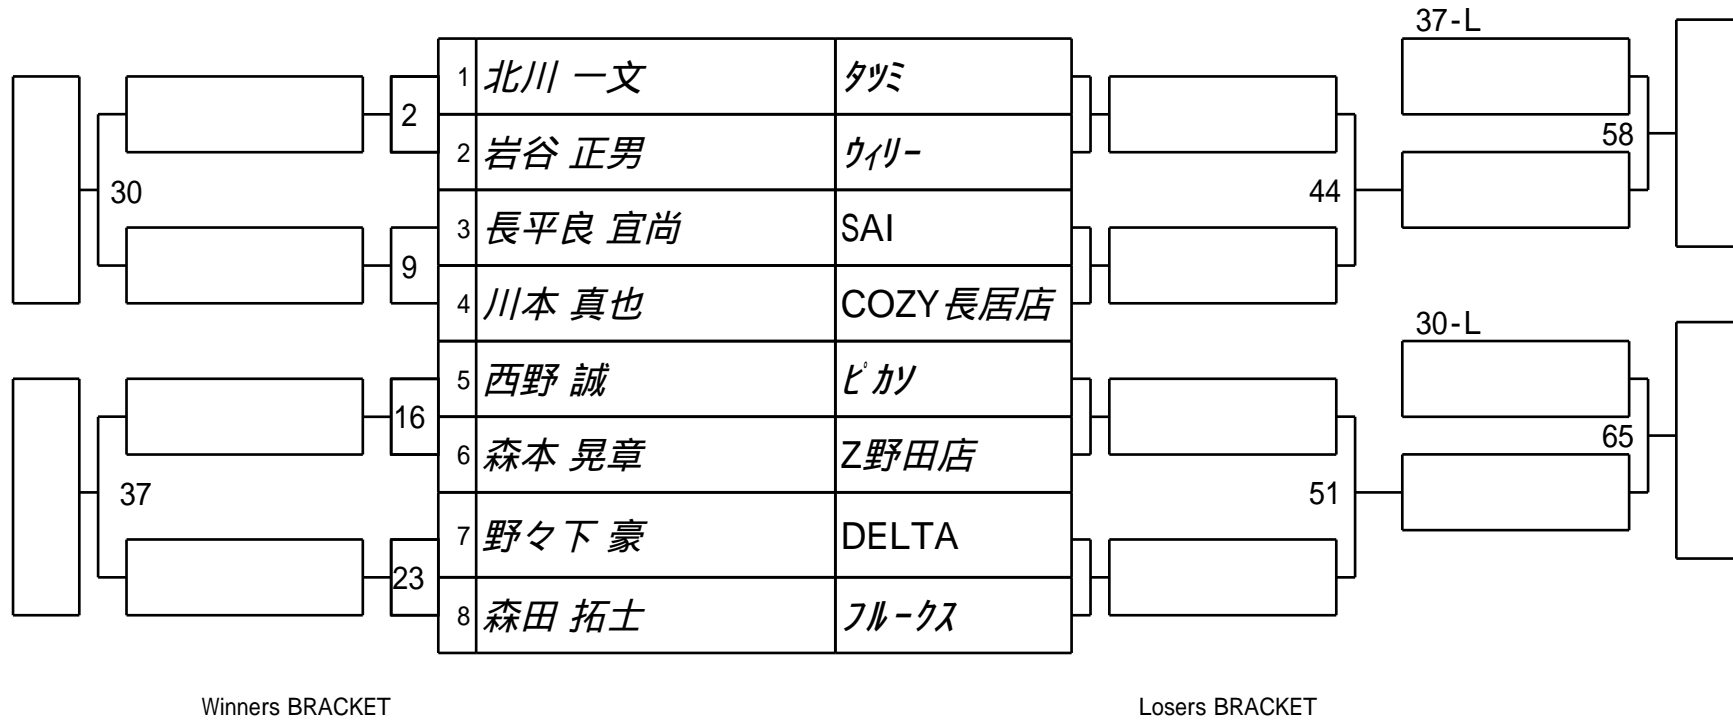 37-L
1 北川 一文 ﾀﾂﾐ
2
58
2 岩谷 正男 ｳｨﾘｰ
30
44
3 長平良 宜尚 SAI
9
4 川本 真也 COZY長居店
30-L
5 西野 誠 ﾋﾟｶｿ
16
65
6 森本 晃章 Z野田店
37
51
7 野々下 豪 DELTA
23
8 森田 拓士 ﾌﾙｰｸｽ
Winners BRACKET
Losers BRACKET